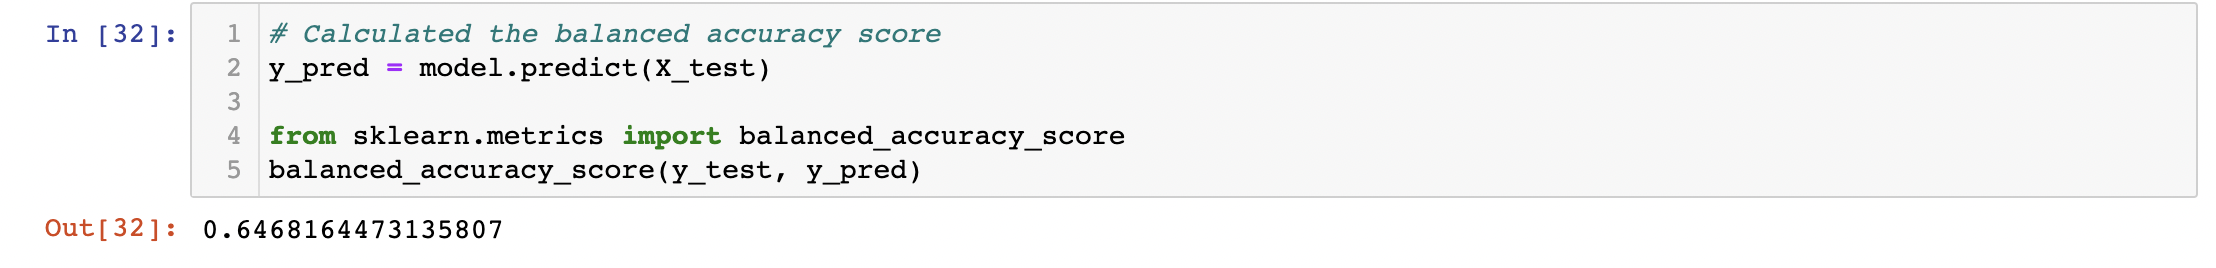 In [32]:
1 # Calculated the balanced accuracy score
2 y_pred = model.predict(X_test)
3
4 from sklearn.metrics import balanced_accuracy_score
5 balanced_accuracy_score(y_test, y_pred)
Out[32]: 0.6468164473135807